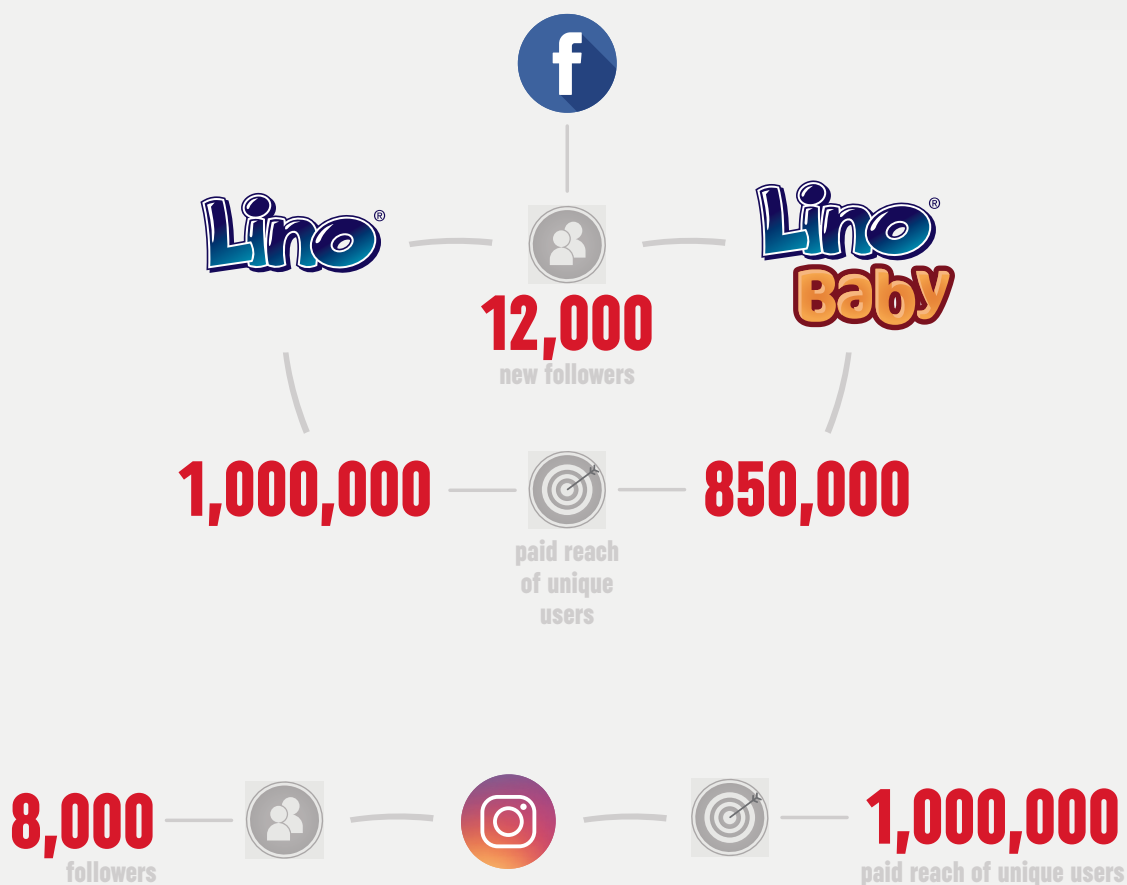 f
Lino®
Lino®
Baby
12,000
new followers
1,000,000
850,000
paid reach
of unique
users
8,000
followers
1,000,000
paid reach of unique users